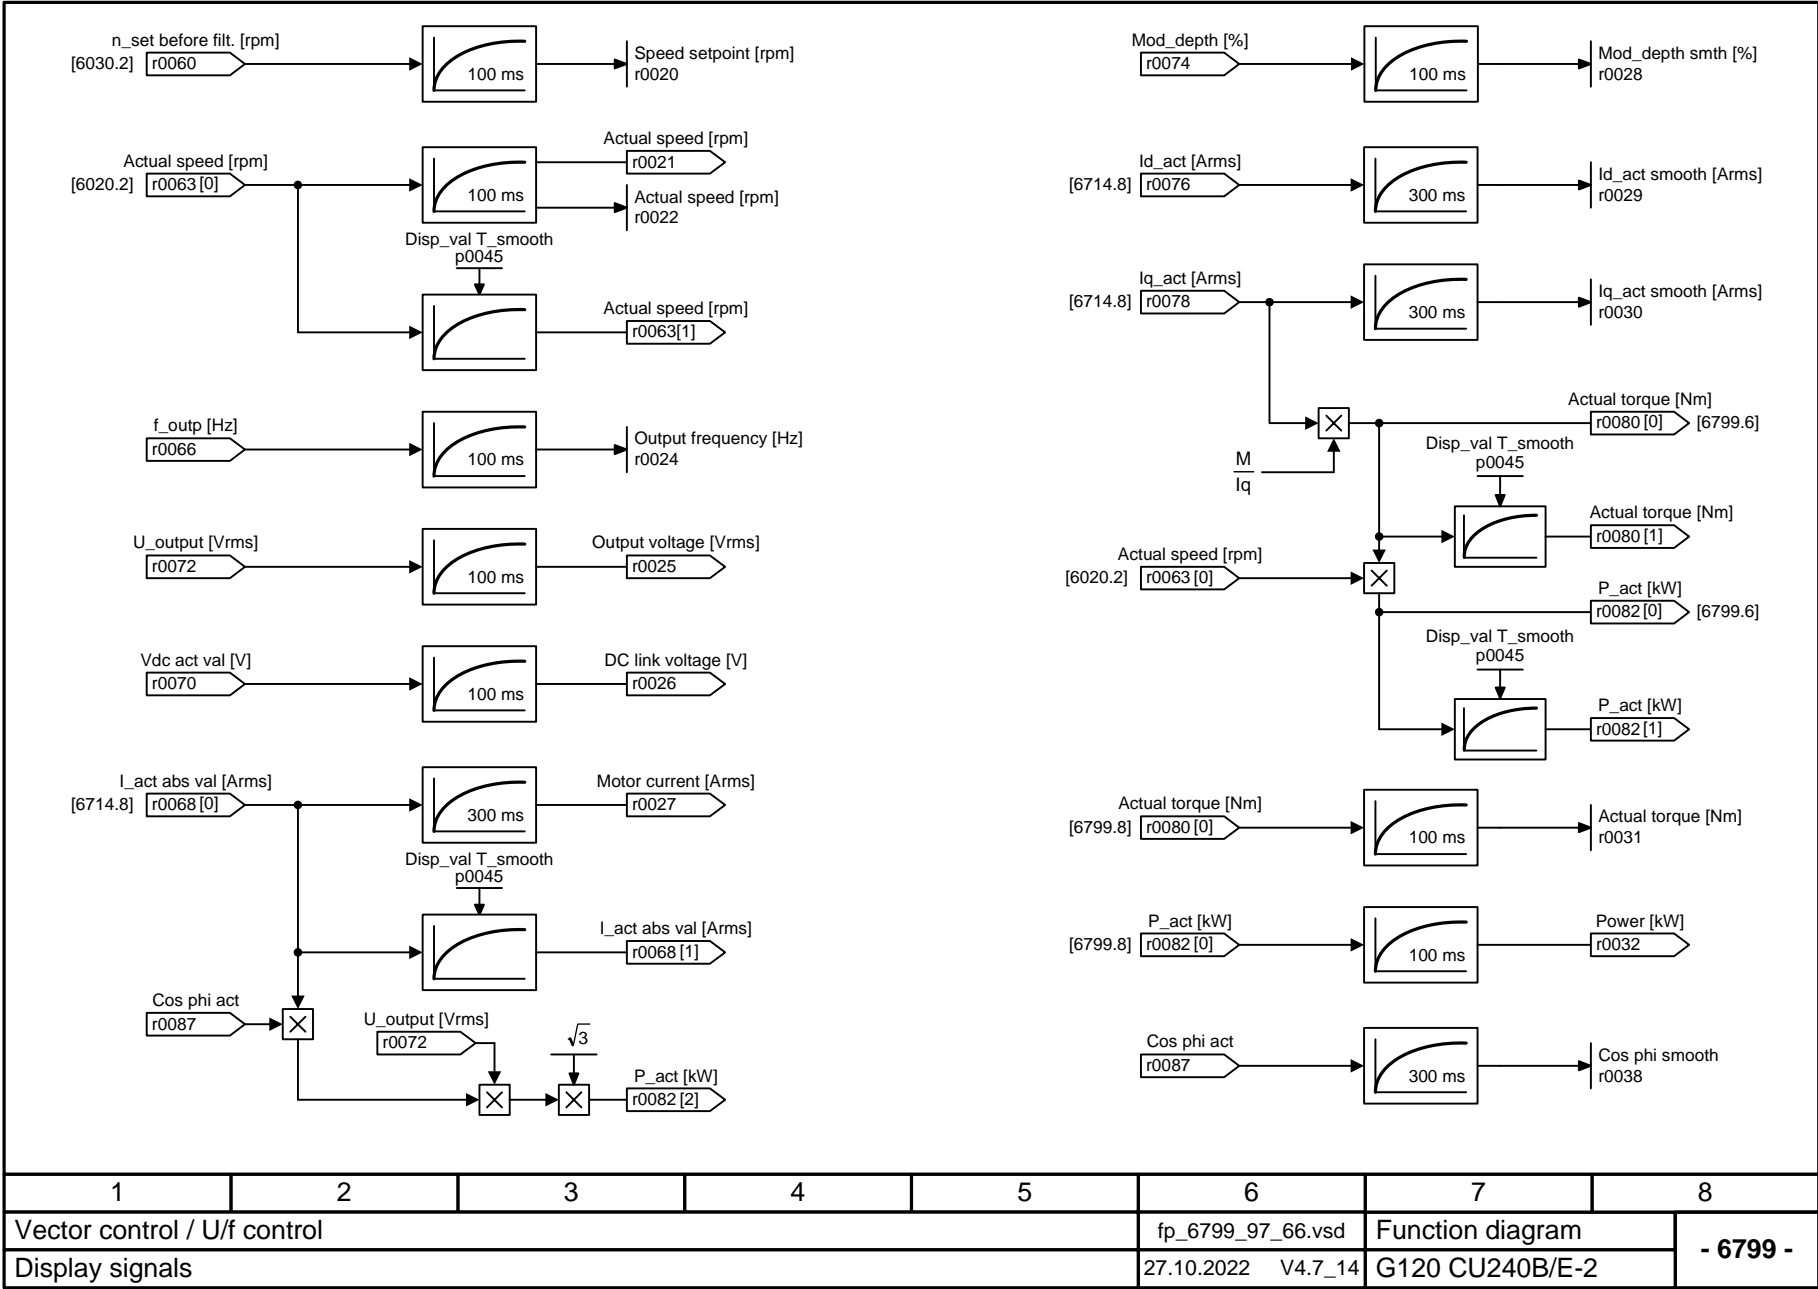 n_set before filt. [rpm]
[6030.2] r0060
100 ms
Speed setpoint [rpm]
r0020
Actual speed [rpm]
[6020.2] r0063 [0]
100 ms
Actual speed [rpm]
r0021
Actual speed [rpm]
r0022
Disp_val T_smooth
p0045
Actual speed [rpm]
r0063[1]
f_outp [Hz]
r0066
100 ms
Output frequency [Hz]
r0024
U_output [Vrms]
r0072
100 ms
Output voltage [Vrms]
r0025
Vdc act val [V]
r0070
100 ms
DC link voltage [V]
r0026
I_act abs val [Arms]
[6714.8] r0068 [0]
300 ms
Motor current [Arms]
r0027
Disp_val T_smooth
p0045
I_act abs val [Arms]
r0068 [1]
Cos phi act
r0087
U_output [Vrms]
r0072
√3
P_act [kW]
r0082 [2]
Mod_depth [%]
r0074
100 ms
Mod_depth smth [%]
r0028
Id_act [Arms]
[6714.8] r0076
300 ms
Id_act smooth [Arms]
r0029
Iq_act [Arms]
[6714.8] r0078
300 ms
Iq_act smooth [Arms]
r0030
M
Iq
Actual torque [Nm]
r0080 [0] [6799.6]
Disp_val T_smooth
p0045
Actual torque [Nm]
r0080 [1]
Actual speed [rpm]
[6020.2] r0063 [0]
P_act [kW]
r0082 [0] [6799.6]
Disp_val T_smooth
p0045
P_act [kW]
r0082 [1]
Actual torque [Nm]
[6799.8] r0080 [0]
100 ms
Actual torque [Nm]
r0031
P_act [kW]
[6799.8] r0082 [0]
100 ms
Power [kW]
r0032
Cos phi act
r0087
300 ms
Cos phi smooth
r0038
1 2 3 4 5 6 7 8
Vector control / U/f control
fp_6799_97_66.vsd
Function diagram
- 6799 -
Display signals
27.10.2022 V4.7_14
G120 CU240B/E-2